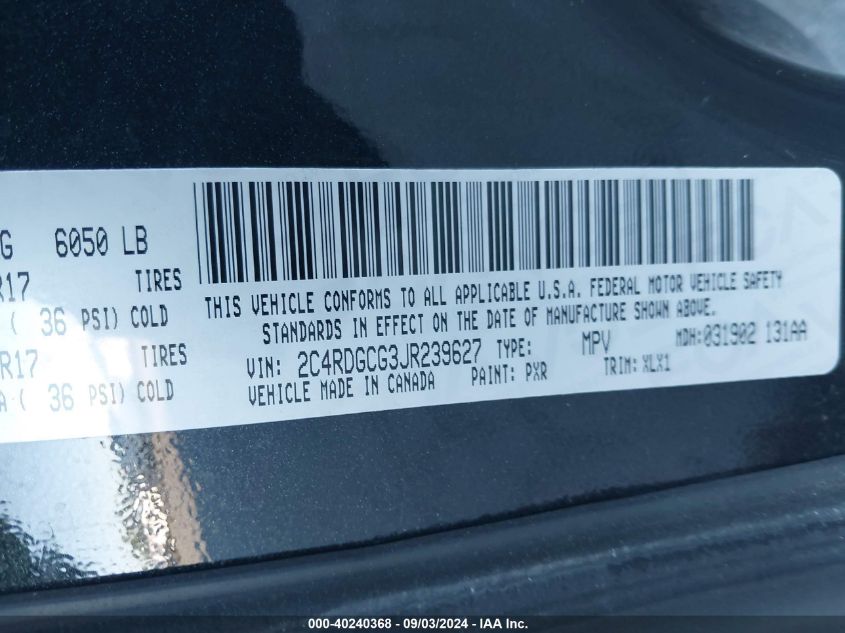 G 6050 LB
R17 TIRES
( 36 PSI) COLD
R17 TIRES
A ( 36 PSI) COLD
THIS VEHICLE CONFORMS TO ALL APPLICABLE U.S.A. FEDERAL MOTOR VEHICLE SAFETY
STANDARDS IN EFFECT ON THE DATE OF MANUFACTURE SHOWN ABOVE.
VIN: 2C4RDGCG3JR239627 TYPE: MPV MDH:031902 131AA
VEHICLE MADE IN CANADA PAINT: PXR TRIM: XLX1
000-40240368 - 09/03/2024 - IAA Inc.